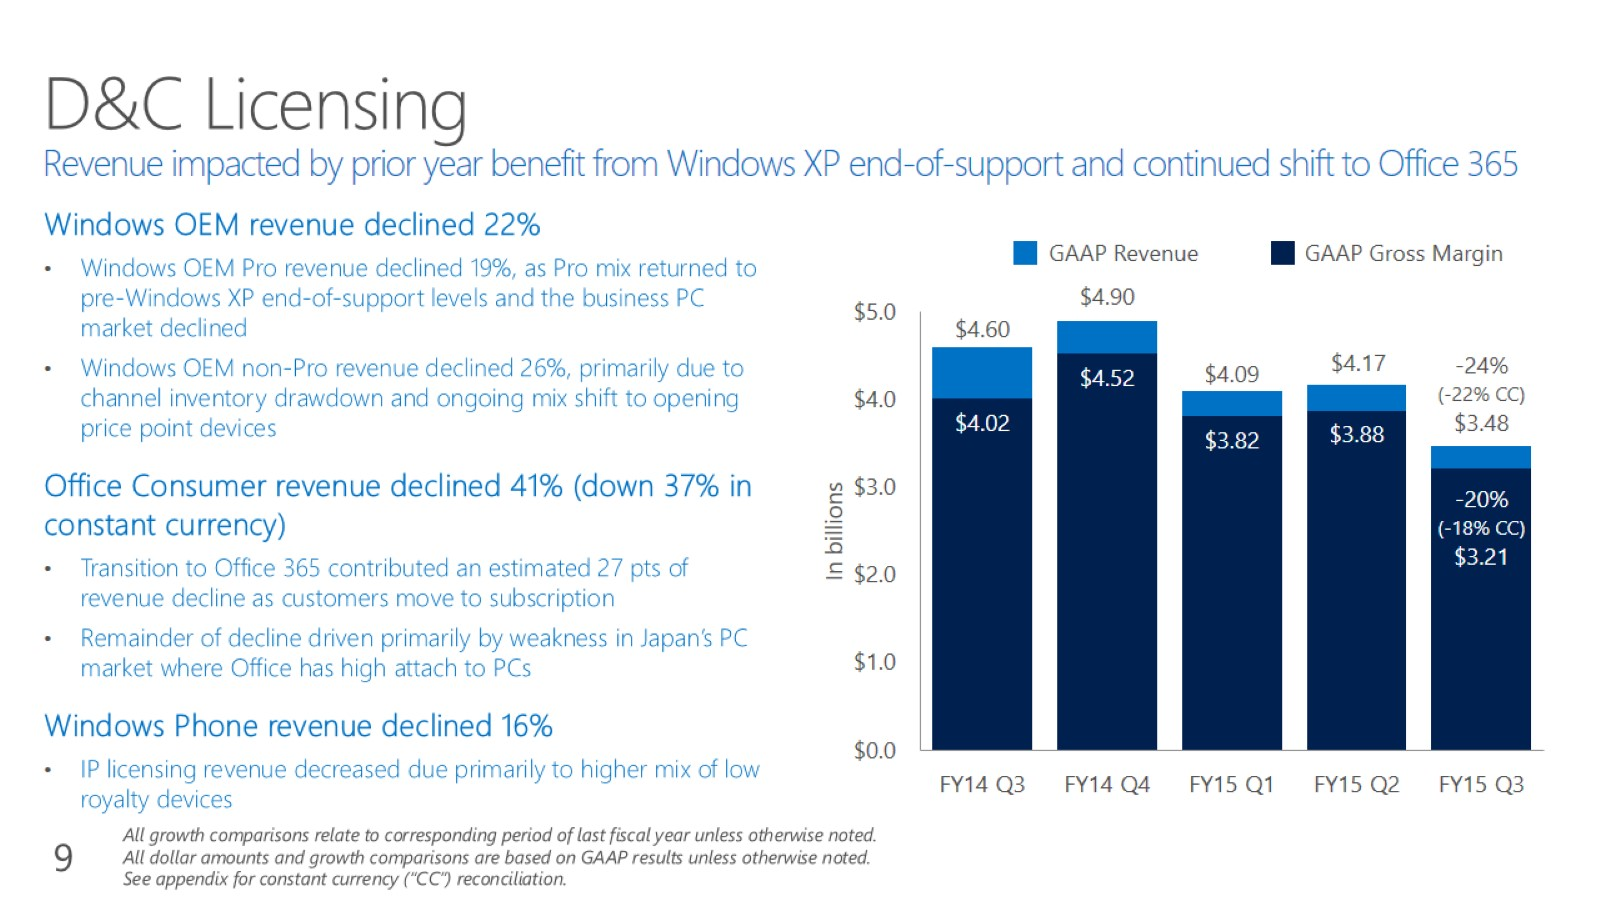 D&C Licensing
Revenue impacted by prior year benefit from Windows XP end-of-support and continued shift to Office 365
Windows OEM revenue declined 22%
• Windows OEM Pro revenue declined 19%, as Pro mix returned to
pre-Windows XP end-of-support levels and the business PC
market declined
• Windows OEM non-Pro revenue declined 26%, primarily due to
channel inventory drawdown and ongoing mix shift to opening
price point devices
Office Consumer revenue declined 41% (down 37% in
constant currency)
• Transition to Office 365 contributed an estimated 27 pts of
revenue decline as customers move to subscription
• Remainder of decline driven primarily by weakness in Japan's PC
market where Office has high attach to PCs
Windows Phone revenue declined 16%
• IP licensing revenue decreased due primarily to higher mix of low
royalty devices
GAAP Revenue GAAP Gross Margin
In billions
$5.0
$4.0
$3.0
$2.0
$1.0
$0.0
$4.60
$4.02
$4.90
$4.52
$4.09
$3.82
$4.17
$3.88
-24%
(-22% CC)
$3.48
-20%
(-18% CC)
$3.21
FY14 Q3 FY14 Q4 FY15 Q1 FY15 Q2 FY15 Q3
9
All growth comparisons relate to corresponding period of last fiscal year unless otherwise noted.
All dollar amounts and growth comparisons are based on GAAP results unless otherwise noted.
See appendix for constant currency ("CC") reconciliation.